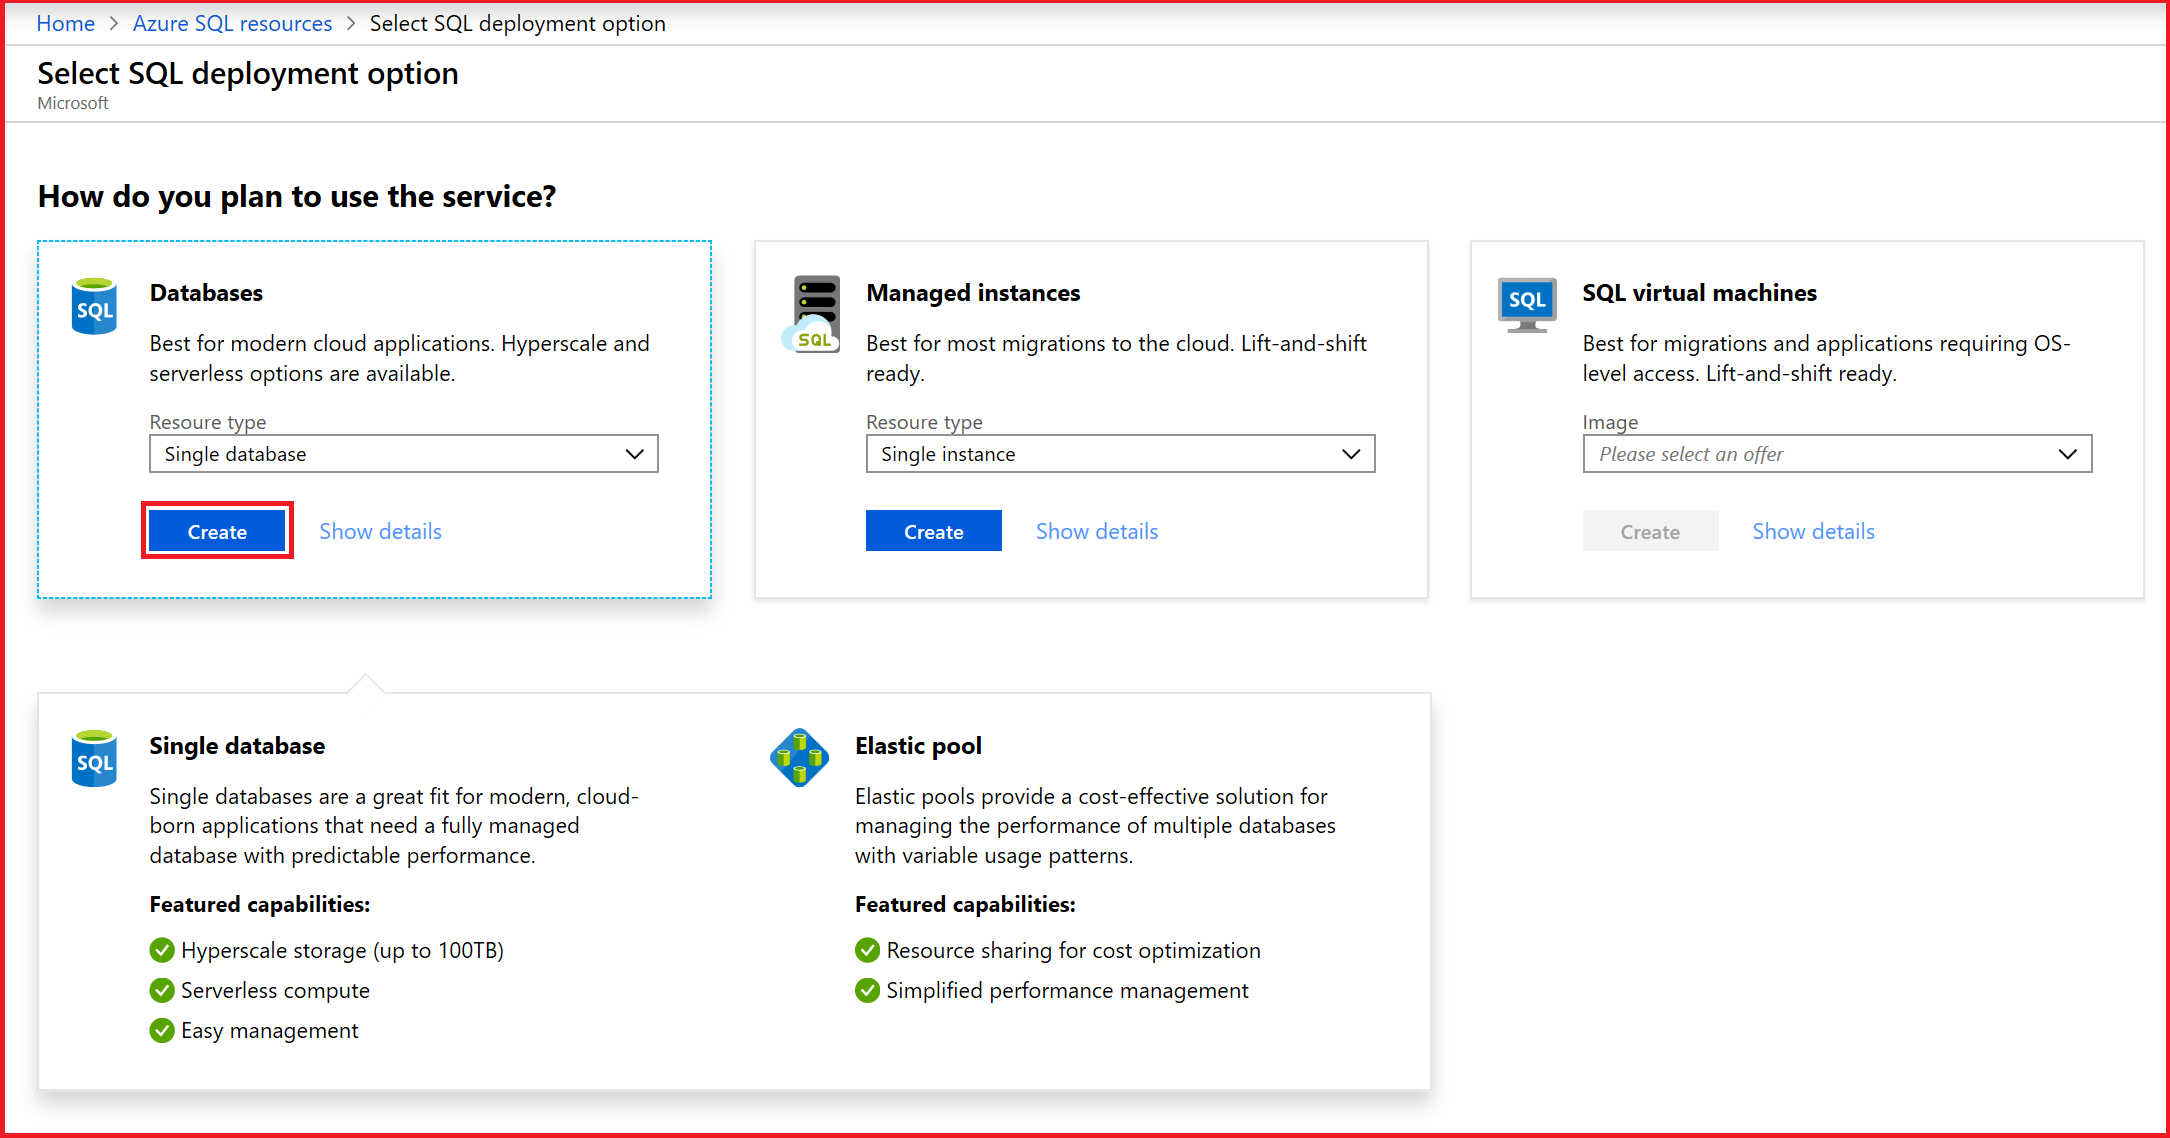 Home > Azure SQL resources > Select SQL deployment option
Select SQL deployment option
Microsoft
How do you plan to use the service?
SQL
Databases
Best for modern cloud applications. Hyperscale and
serverless options are available.
Resoure type
Single database
Create
Show details
SQL
Managed instances
Best for most migrations to the cloud. Lift-and-shift
ready.
Resoure type
Single instance
Create
Show details
SQL
SQL virtual machines
Best for migrations and applications requiring OS-
level access. Lift-and-shift ready.
Image
Please select an offer
Create
Show details
SQL
Single database
Single databases are a great fit for modern, cloud-
born applications that need a fully managed
database with predictable performance.
Featured capabilities:
Hyperscale storage (up to 100TB)
Serverless compute
Easy management
Elastic pool
Elastic pools provide a cost-effective solution for
managing the performance of multiple databases
with variable usage patterns.
Featured capabilities:
Resource sharing for cost optimization
Simplified performance management